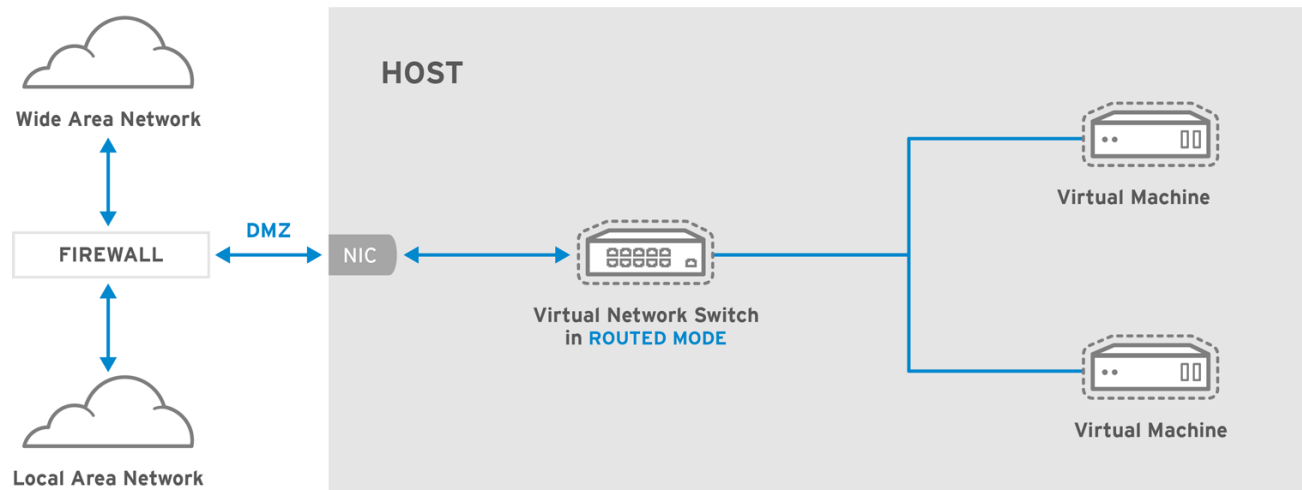 HOST
Wide Area Network
Virtual Machine
DMZ
FIREWALL
NIC
Virtual Network Switch
in ROUTED MODE
Virtual Machine
Local Area Network